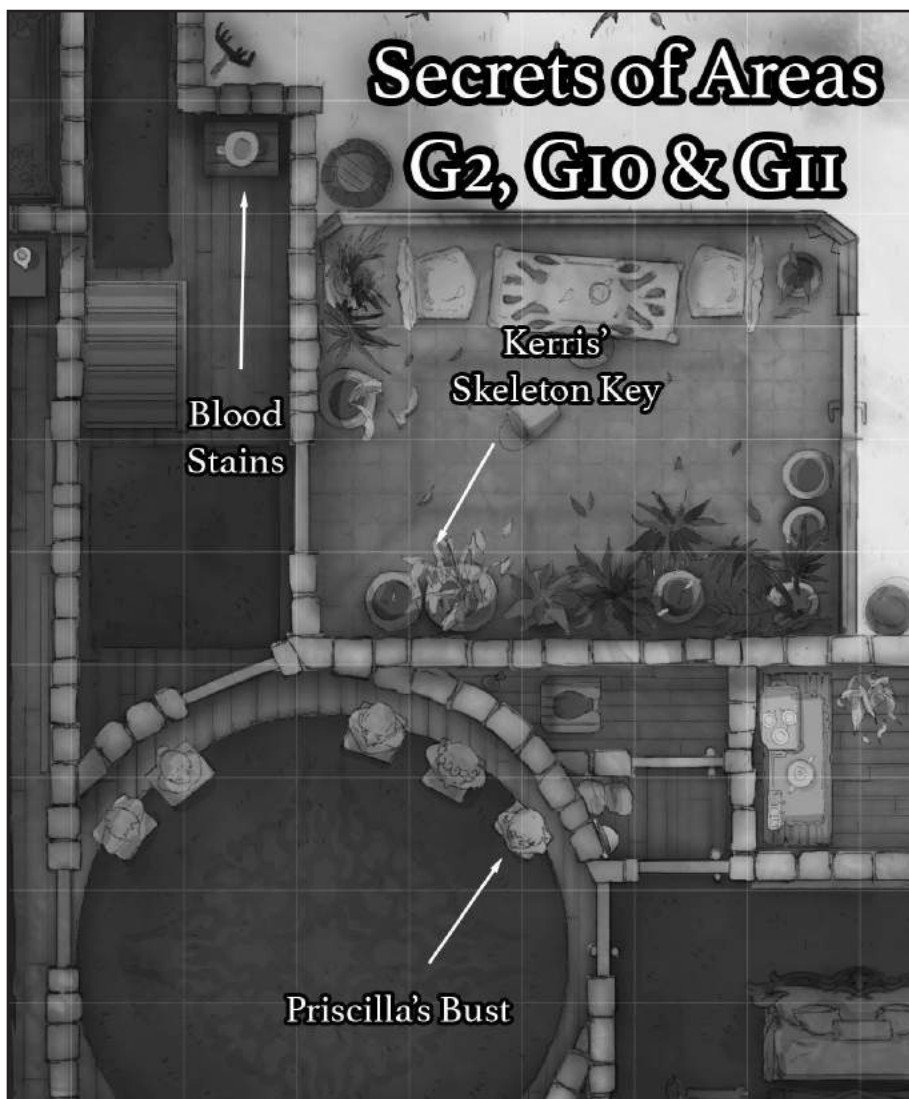 Secrets of Areas
G2, G10 & G11
Kerris’
Skeleton Key
Blood
Stains
Priscilla’s Bust